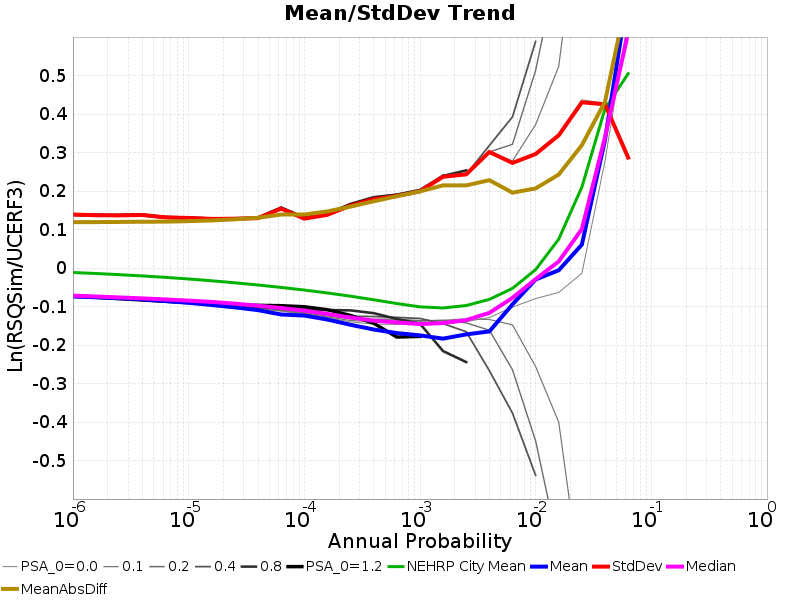 Mean/StdDev Trend
Ln(RSQSim/UCERF3)
0.5
0.4
0.3
0.2
0.1
0
-0.1
-0.2
-0.3
-0.4
-0.5
10^-6 10^-5 10^-4 10^-3 10^-2 10^-1 10^0
Annual Probability
PSA_0=0.0 0.1 0.2 0.4 0.8 PSA_0=1.2 NEHRP City Mean Mean StdDev Median
MeanAbsDiff